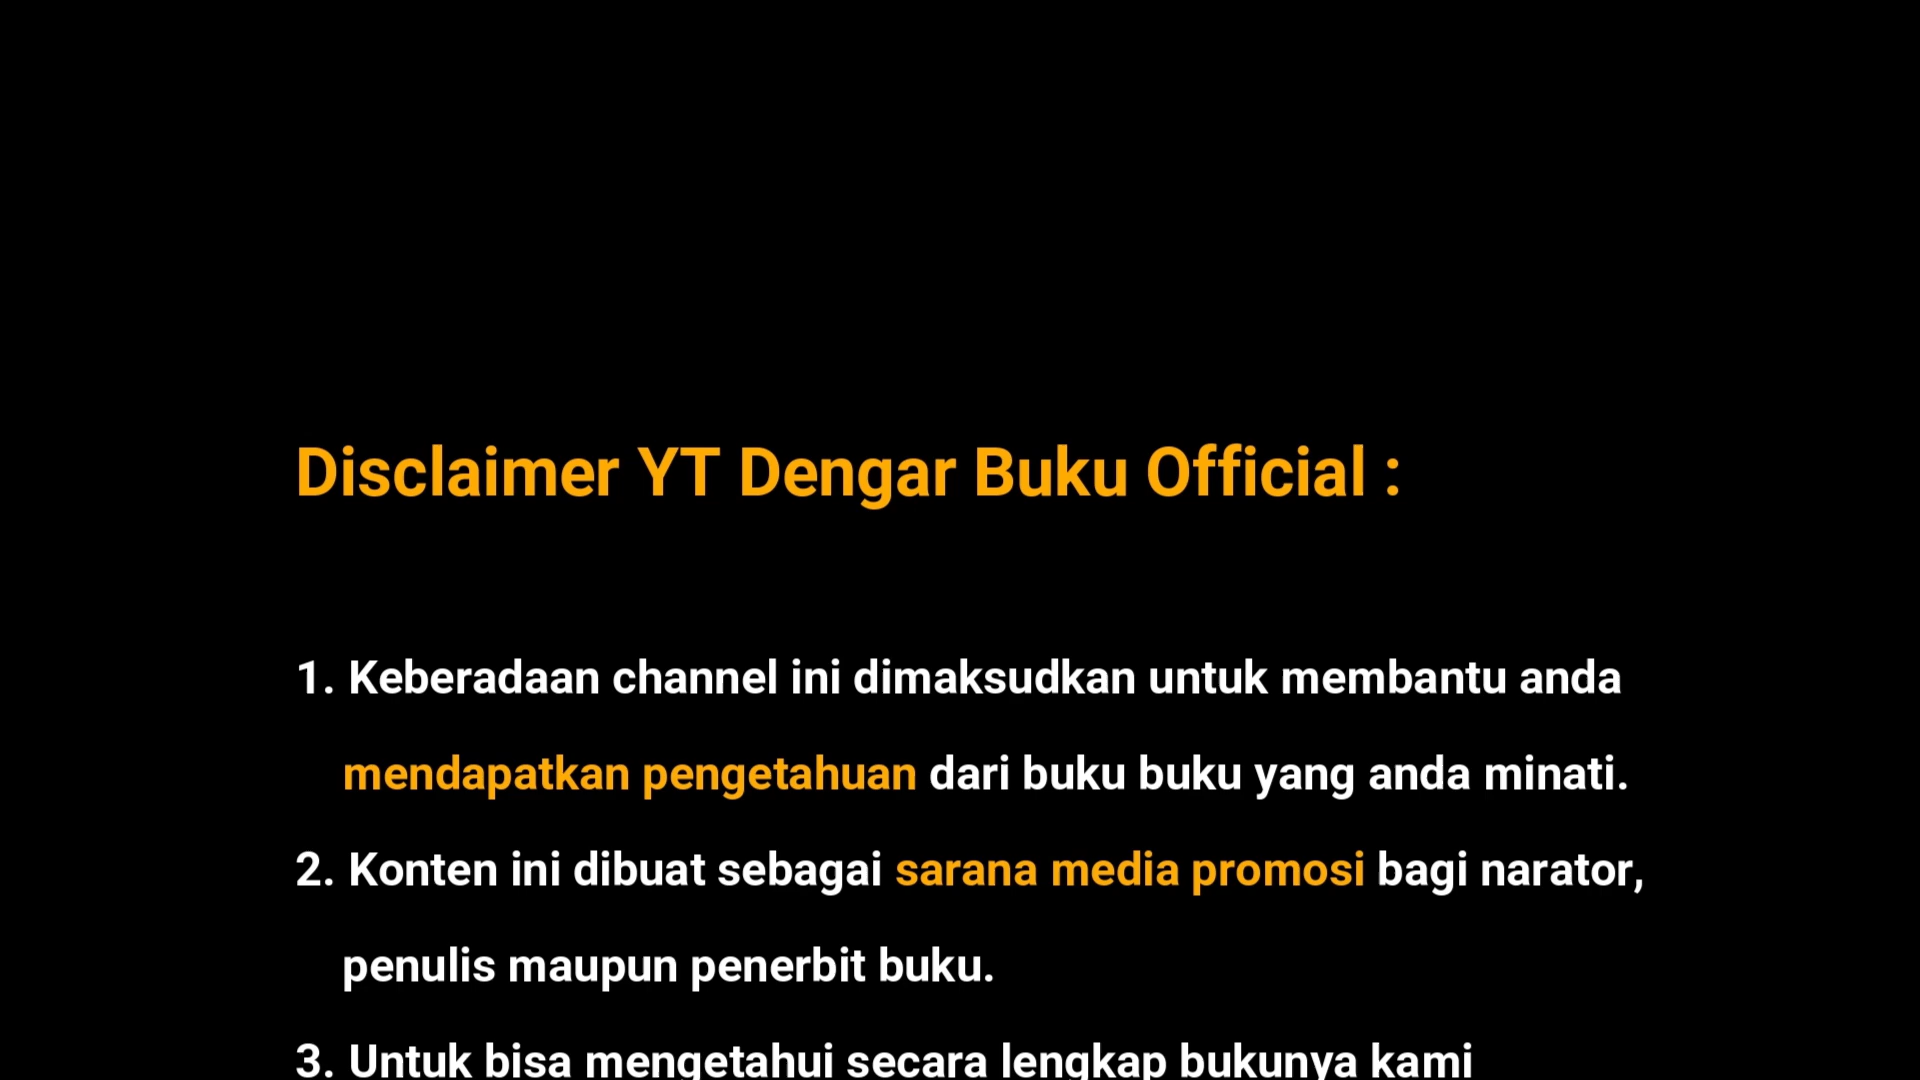 Disclaimer YT Dengar Buku Official :
1. Keberadaan channel ini dimaksudkan untuk membantu anda
mendapatkan pengetahuan dari buku buku yang anda minati.
2. Konten ini dibuat sebagai sarana media promosi bagi narator,
penulis maupun penerbit buku.
3. Untuk bisa mengetahui secara lengkap bukunya kami